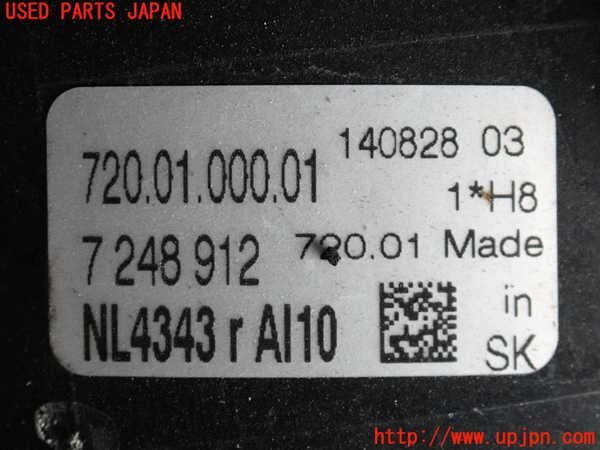 USED PARTS JAPAN
720.01.000.01 140828 03
1*H8
7 248 912 720.01 Made
NL4343 r AI10 in
SK
http://www.upjpn.com/